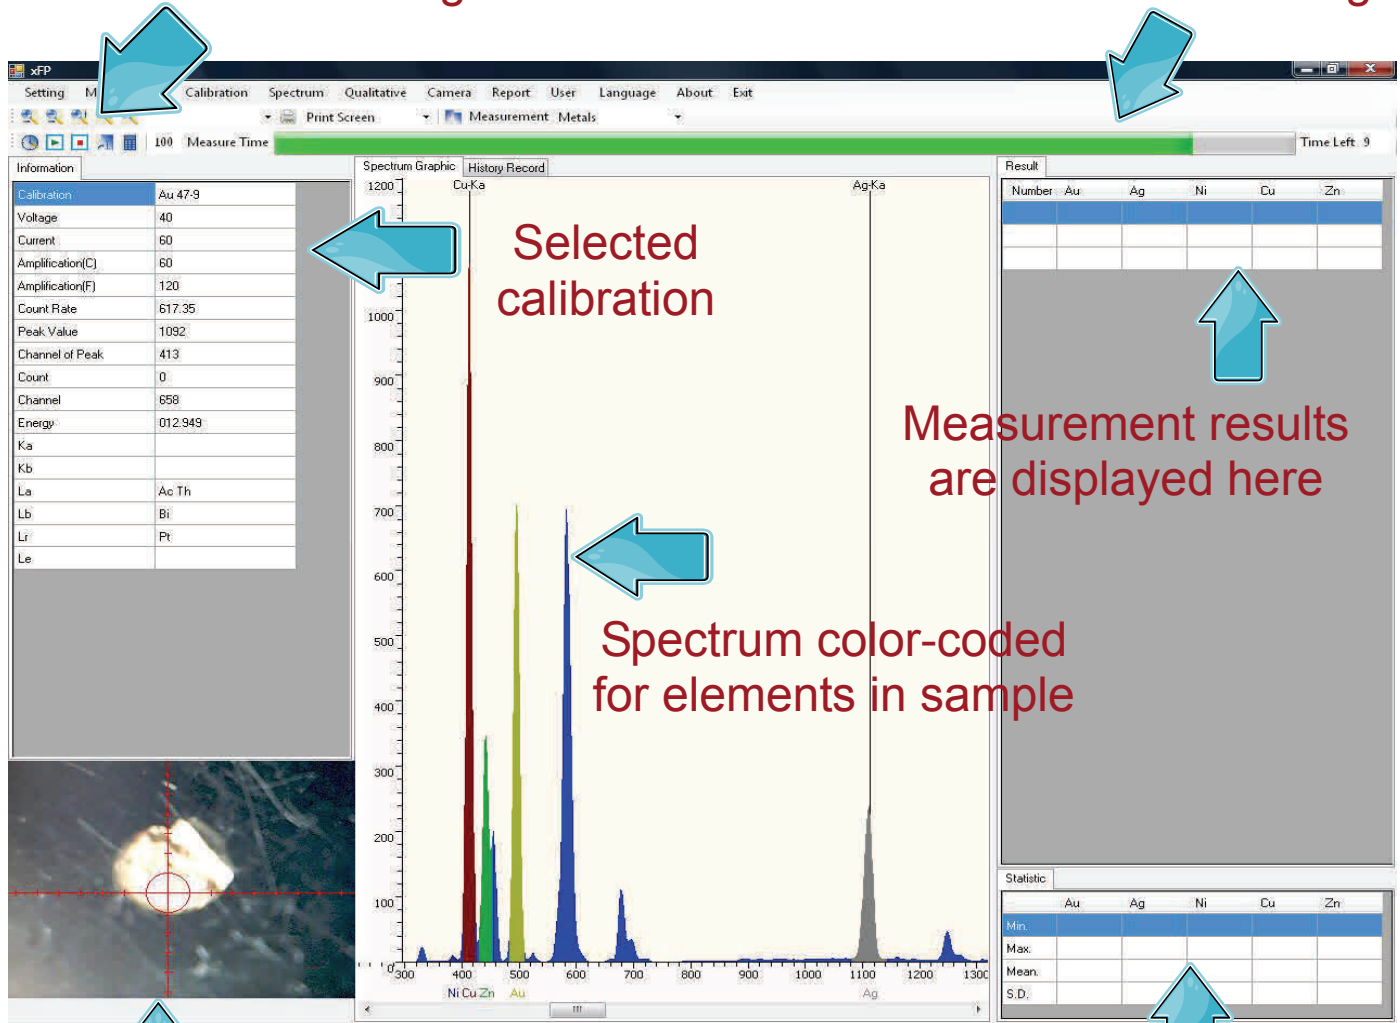 xFP
Setting Calibration Spectrum Qualitative Camera Report User Language About Exit
Print Screen Measurement Metals
100 Measure Time Time Left 9
Information
Calibration Au 47-9
Voltage 40
Current 60
Amplification(C) 60
Amplification(F) 120
Count Rate 617.35
Peak Value 1092
Channel of Peak 413
Count 0
Channel 658
Energy 012.949
Ka
Kb
La Ac Th
Lb Bi
Lr Pt
Le
Spectrum Graphic History Record
Cu-Ka Ag-Ka
1200
1000
900
800
700
600
500
400
300
200
100
0
300 400 500 600 700 800 900 1000 1100 1200 1300
Ni Cu Zn Au Ag
Selected
calibration
Spectrum color-coded
for elements in sample
Result
Number Au Ag Ni Cu Zn
Measurement results
are displayed here
Statistic
Au Ag Ni Cu Zn
Min.
Max.
Mean.
S.D.